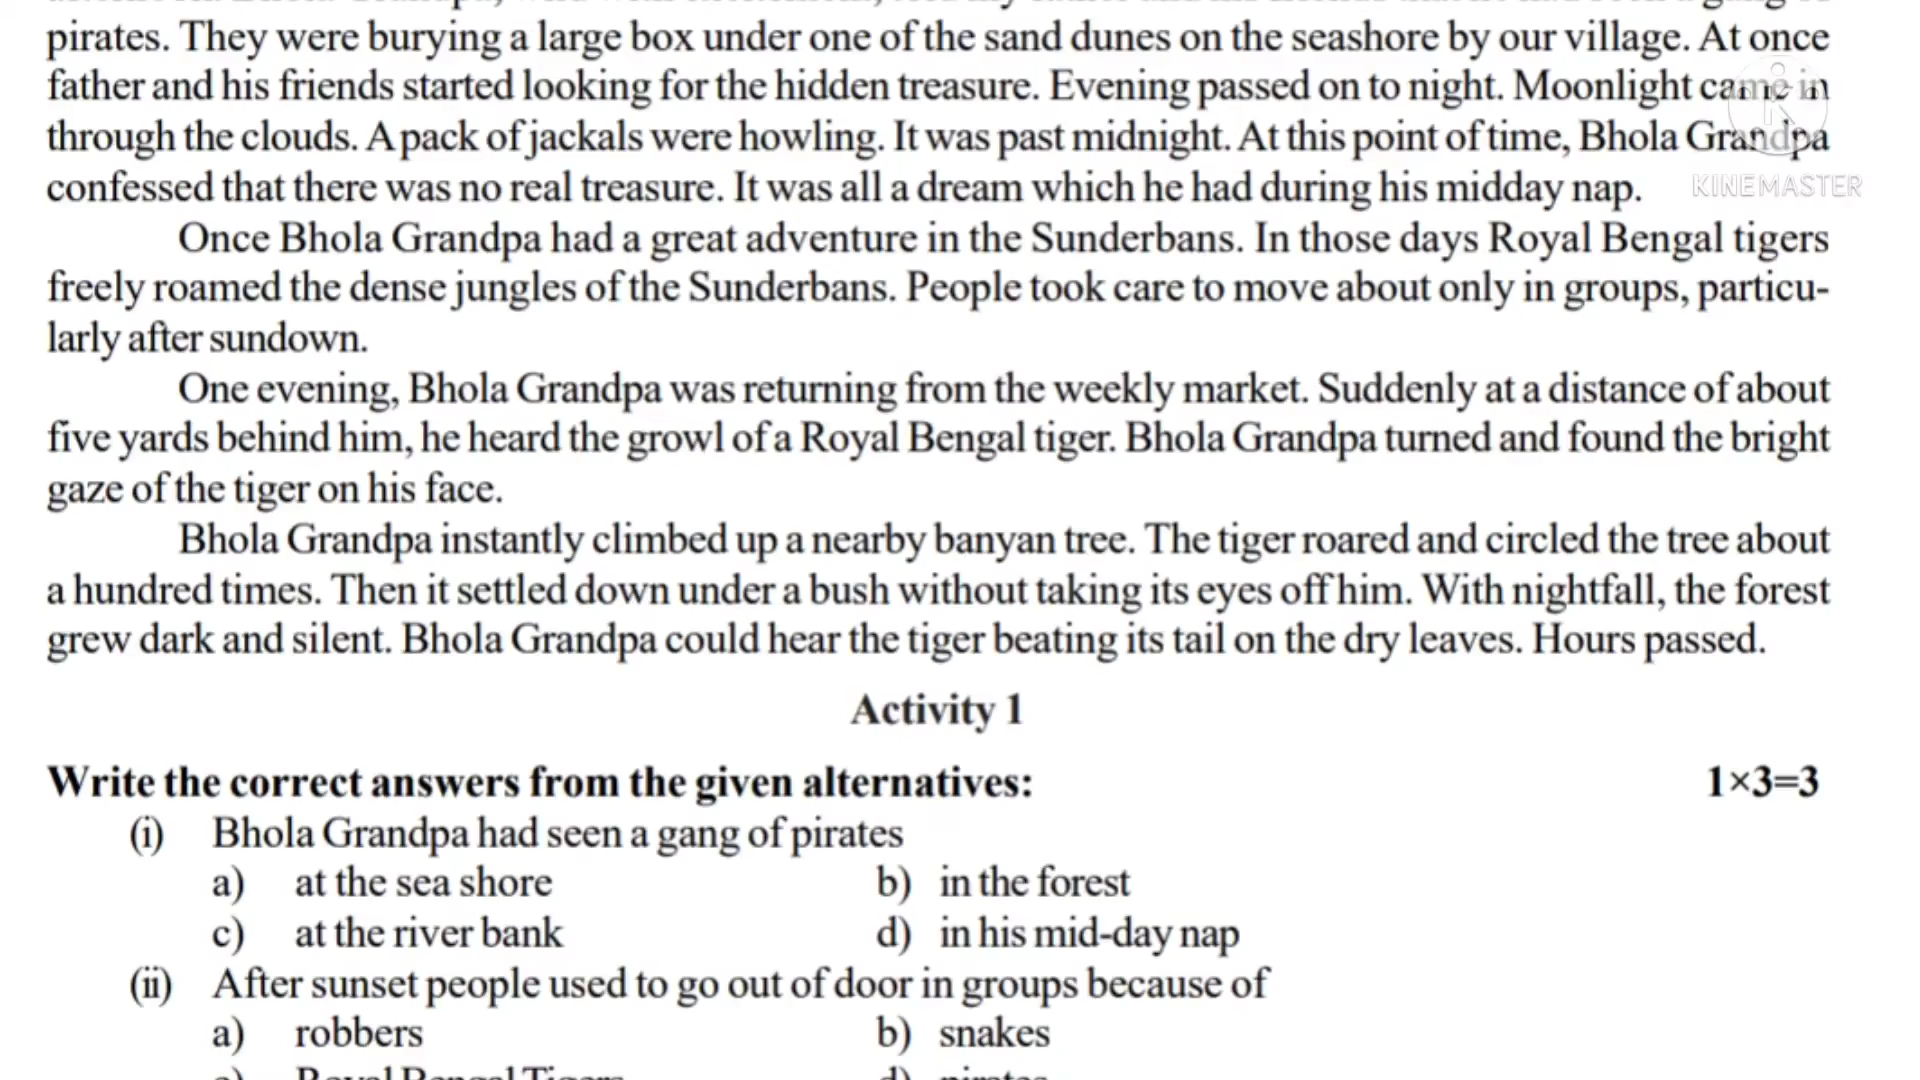 pirates. They were burying a large box under one of the sand dunes on the seashore by our village. At once
father and his friends started looking for the hidden treasure. Evening passed on to night. Moonlight came in
through the clouds. A pack of jackals were howling. It was past midnight. At this point of time, Bhola Grandpa
confessed that there was no real treasure. It was all a dream which he had during his midday nap.
KINEMASTER
Once Bhola Grandpa had a great adventure in the Sunderbans. In those days Royal Bengal tigers
freely roamed the dense jungles of the Sunderbans. People took care to move about only in groups, particu-
larly after sundown.
One evening, Bhola Grandpa was returning from the weekly market. Suddenly at a distance of about
five yards behind him, he heard the growl of a Royal Bengal tiger. Bhola Grandpa turned and found the bright
gaze of the tiger on his face.
Bhola Grandpa instantly climbed up a nearby banyan tree. The tiger roared and circled the tree about
a hundred times. Then it settled down under a bush without taking its eyes off him. With nightfall, the forest
grew dark and silent. Bhola Grandpa could hear the tiger beating its tail on the dry leaves. Hours passed.
Activity 1
Write the correct answers from the given alternatives: 1×3=3
(i) Bhola Grandpa had seen a gang of pirates
a) at the sea shore b) in the forest
c) at the river bank d) in his mid-day nap
(ii) After sunset people used to go out of door in groups because of
a) robbers b) snakes
c) Royal Bengal Tigers d) pirates